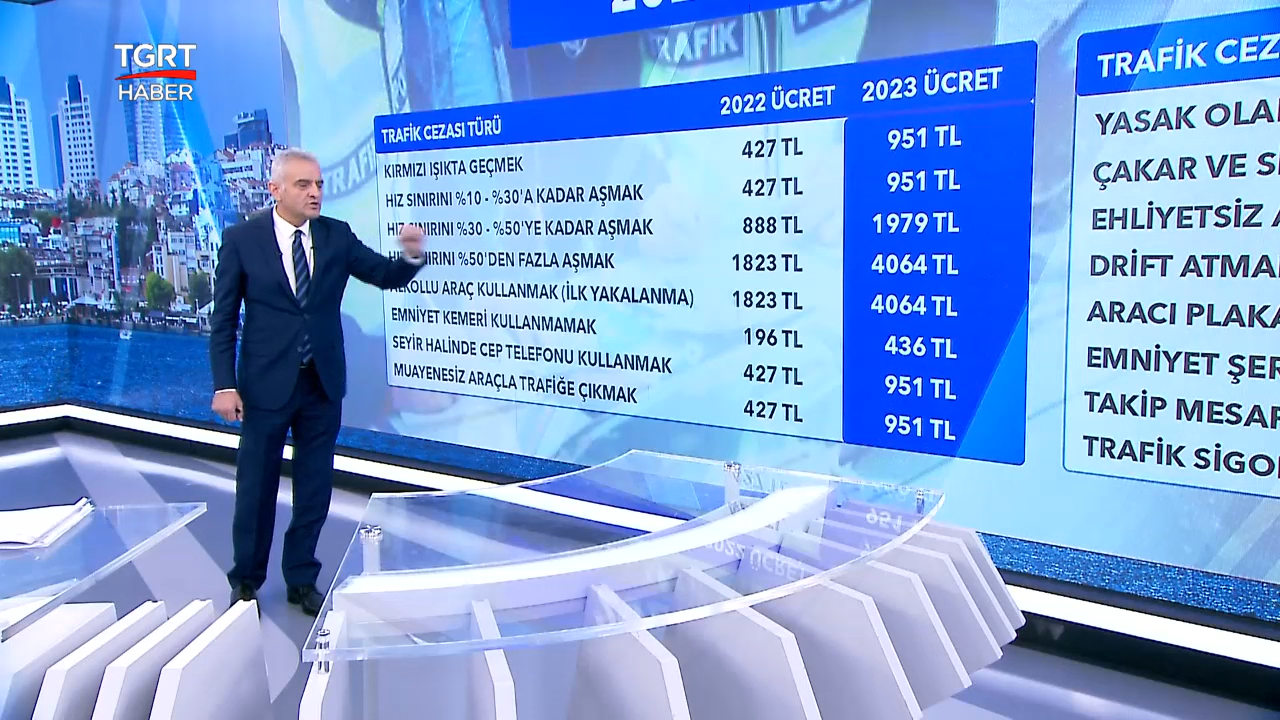 TGRT
HABER
TRAFİK
TRAFİK CEZASI TÜRÜ 2022 ÜCRET 2023 ÜCRET
KIRMIZI IŞIKTA GEÇMEK 427 TL 951 TL
HIZ SINIRINI %10 - %30'A KADAR AŞMAK 427 TL 951 TL
HIZ SINIRINI %30 - %50'YE KADAR AŞMAK 888 TL 1979 TL
SINIRINI %50'DEN FAZLA AŞMAK 1823 TL 4064 TL
ALKOLLU ARAÇ KULLANMAK (İLK YAKALANMA) 1823 TL 4064 TL
EMNİYET KEMERİ KULLANMAMAK 196 TL 436 TL
SEYİR HALİNDE CEP TELEFONU KULLANMAK 427 TL 951 TL
MUAYENESİZ ARAÇLA TRAFİĞE ÇIKMAK 427 TL 951 TL
TRAFİK CEZ
YASAK OLA
ÇAKAR VE S
EHLİYETSİZ A
DRİFT ATMA
ARACI PLAKA
EMNİYET ŞER
TAKİP MESAF
TRAFİK SİGO